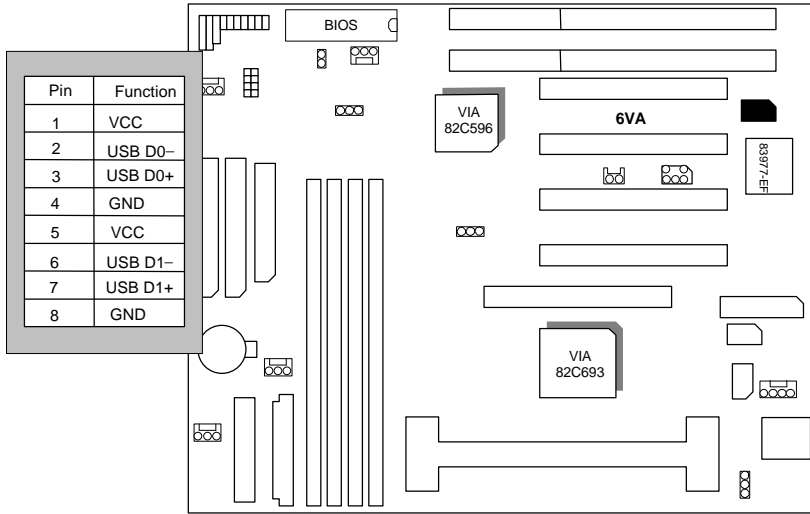 BIOS
Pin Function
1 VCC
2 USB D0−
3 USB D0+
4 GND
5 VCC
6 USB D1−
7 USB D1+
8 GND
VIA
82C596
6VA
83977-EF
VIA
82C693